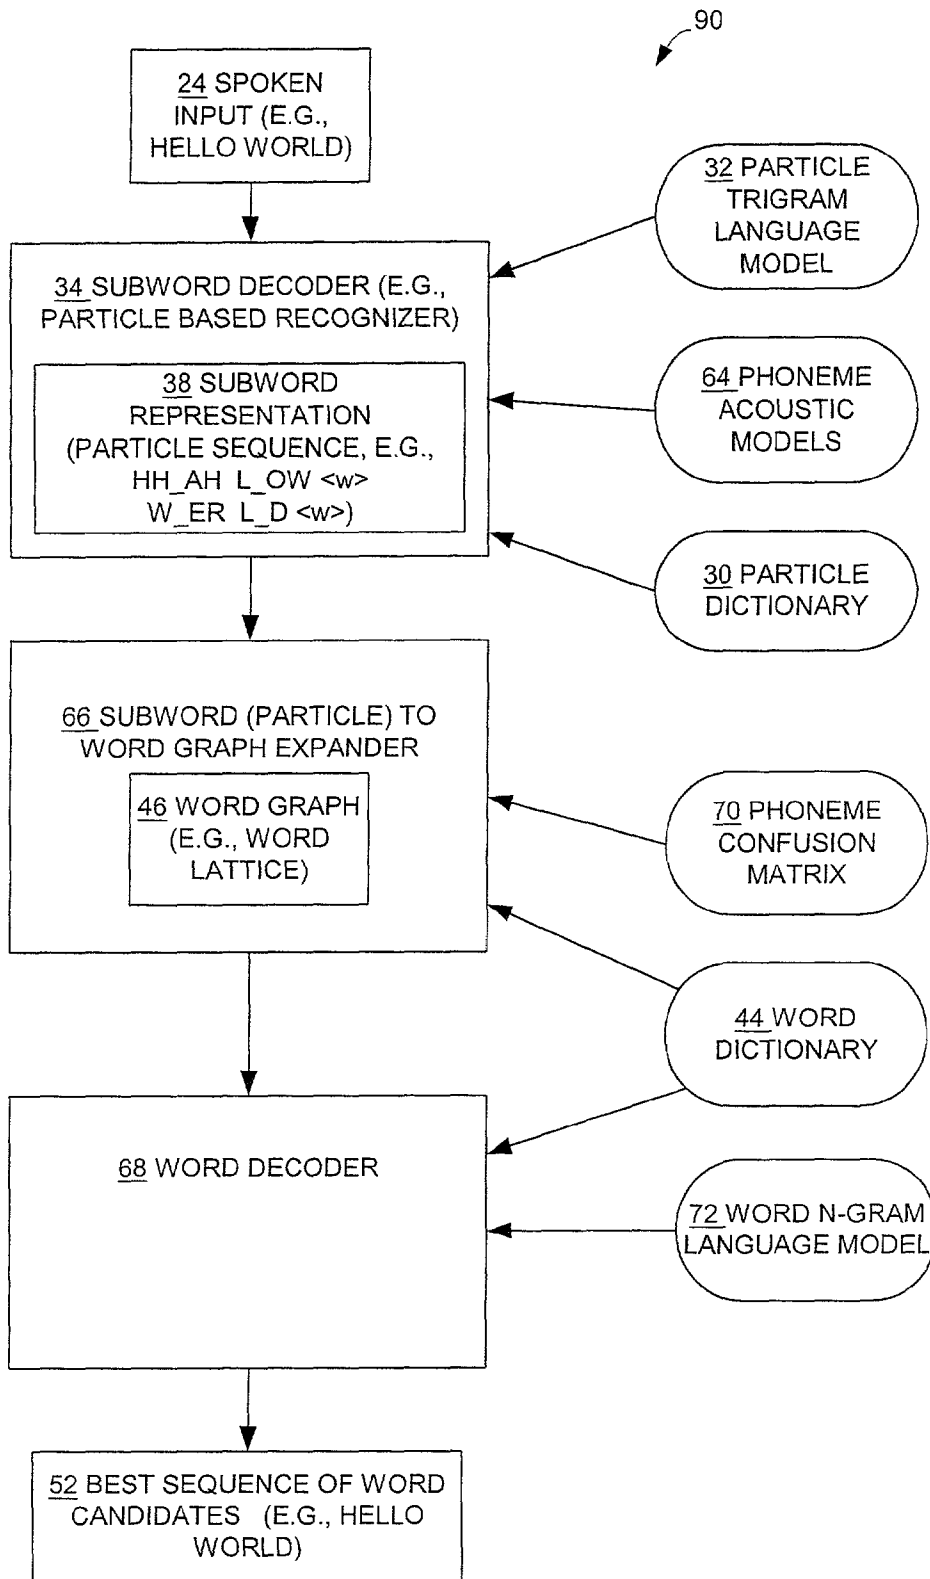 90
24 SPOKEN
INPUT (E.G.,
HELLO WORLD)
32 PARTICLE
TRIGRAM
LANGUAGE
MODEL
34 SUBWORD DECODER (E.G.,
PARTICLE BASED RECOGNIZER)
38 SUBWORD
REPRESENTATION
(PARTICLE SEQUENCE, E.G.,
HH_AH L_OW <w>
W_ER L_D <w>)
64 PHONEME
ACOUSTIC
MODELS
30 PARTICLE
DICTIONARY
66 SUBWORD (PARTICLE) TO
WORD GRAPH EXPANDER
46 WORD GRAPH
(E.G., WORD
LATTICE)
70 PHONEME
CONFUSION
MATRIX
44 WORD
DICTIONARY
68 WORD DECODER
72 WORD N-GRAM
LANGUAGE MODEL
52 BEST SEQUENCE OF WORD
CANDIDATES (E.G., HELLO
WORLD)